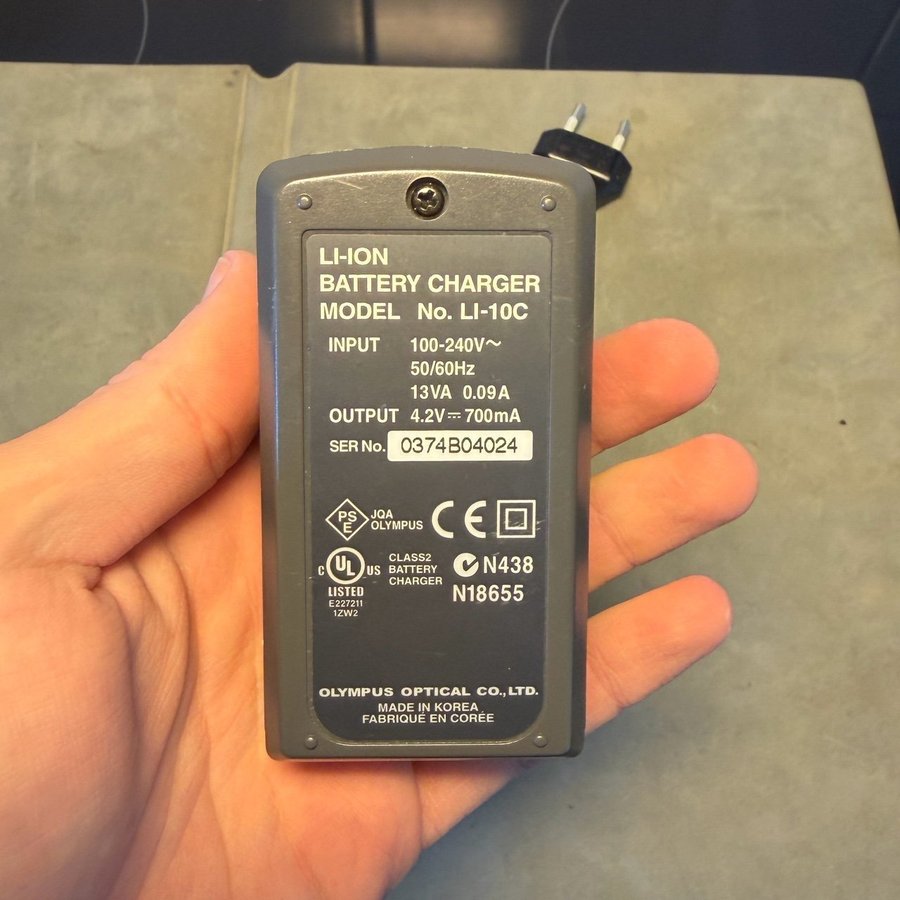 LI-ION
BATTERY CHARGER
MODEL No. LI-10C
INPUT 100-240V~
50/60Hz
13VA 0.09A
OUTPUT 4.2V⎓700mA
SER No. 0374B04024
PS
E
JQA
OLYMPUS
CE
C UL US
LISTED
E227211
1ZW2
CLASS2
BATTERY
CHARGER
N438
N18655
OLYMPUS OPTICAL CO.,LTD.
MADE IN KOREA
FABRIQUÉ EN CORÉE